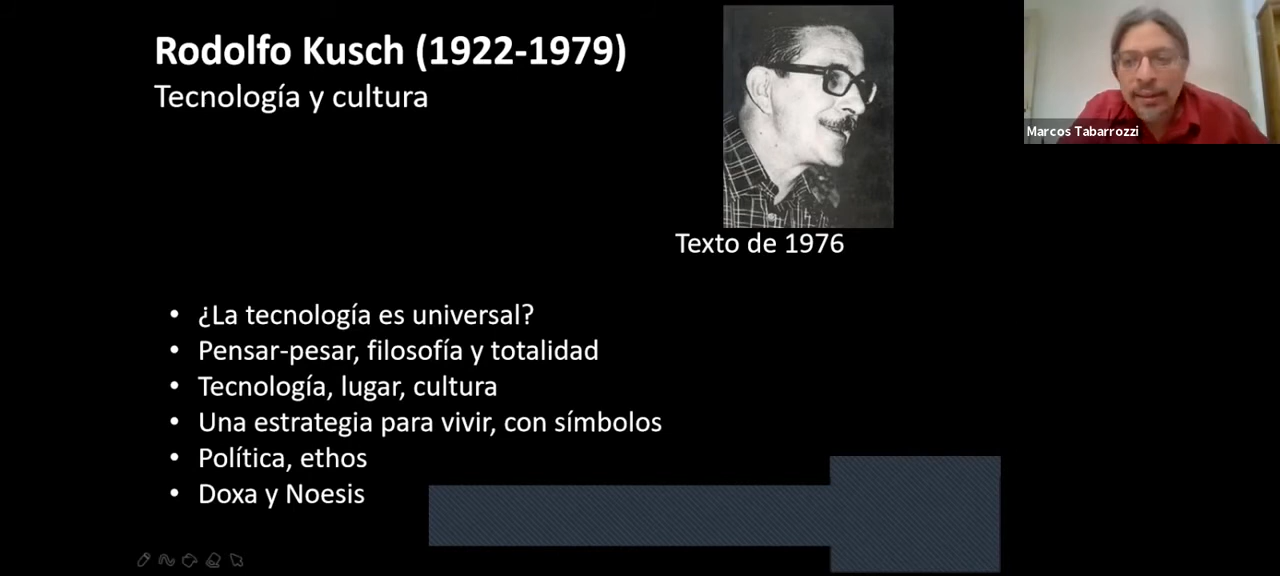 Rodolfo Kusch (1922-1979)
Tecnología y cultura
Marcos Tabarrozzi
Texto de 1976
• ¿La tecnología es universal?
• Pensar-pesar, filosofía y totalidad
• Tecnología, lugar, cultura
• Una estrategia para vivir, con símbolos
• Política, ethos
• Doxa y Noesis